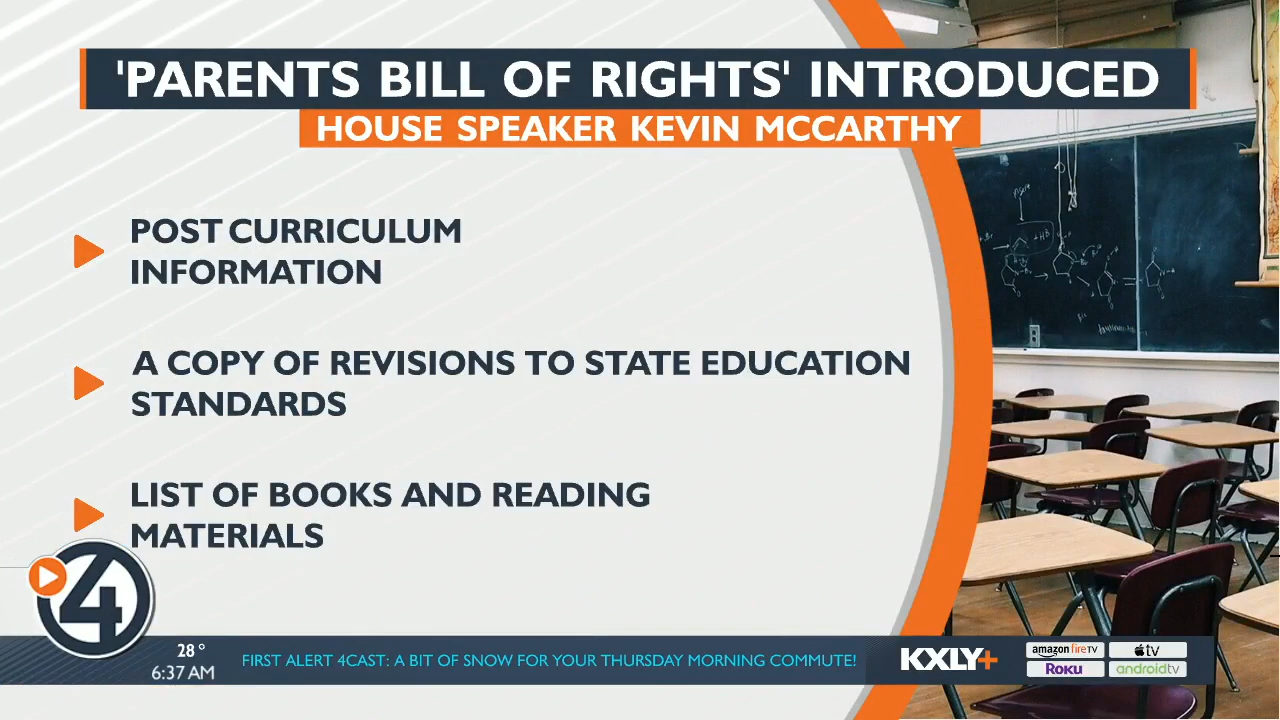 'PARENTS BILL OF RIGHTS' INTRODUCED
HOUSE SPEAKER KEVIN MCCARTHY
POST CURRICULUM
INFORMATION
A COPY OF REVISIONS TO STATE EDUCATION
STANDARDS
LIST OF BOOKS AND READING
MATERIALS
4
28°
6:37 AM
FIRST ALERT 4CAST: A BIT OF SNOW FOR YOUR THURSDAY MORNING COMMUTE!
KXLY+
amazon fireTV
tv
Roku
androidtv